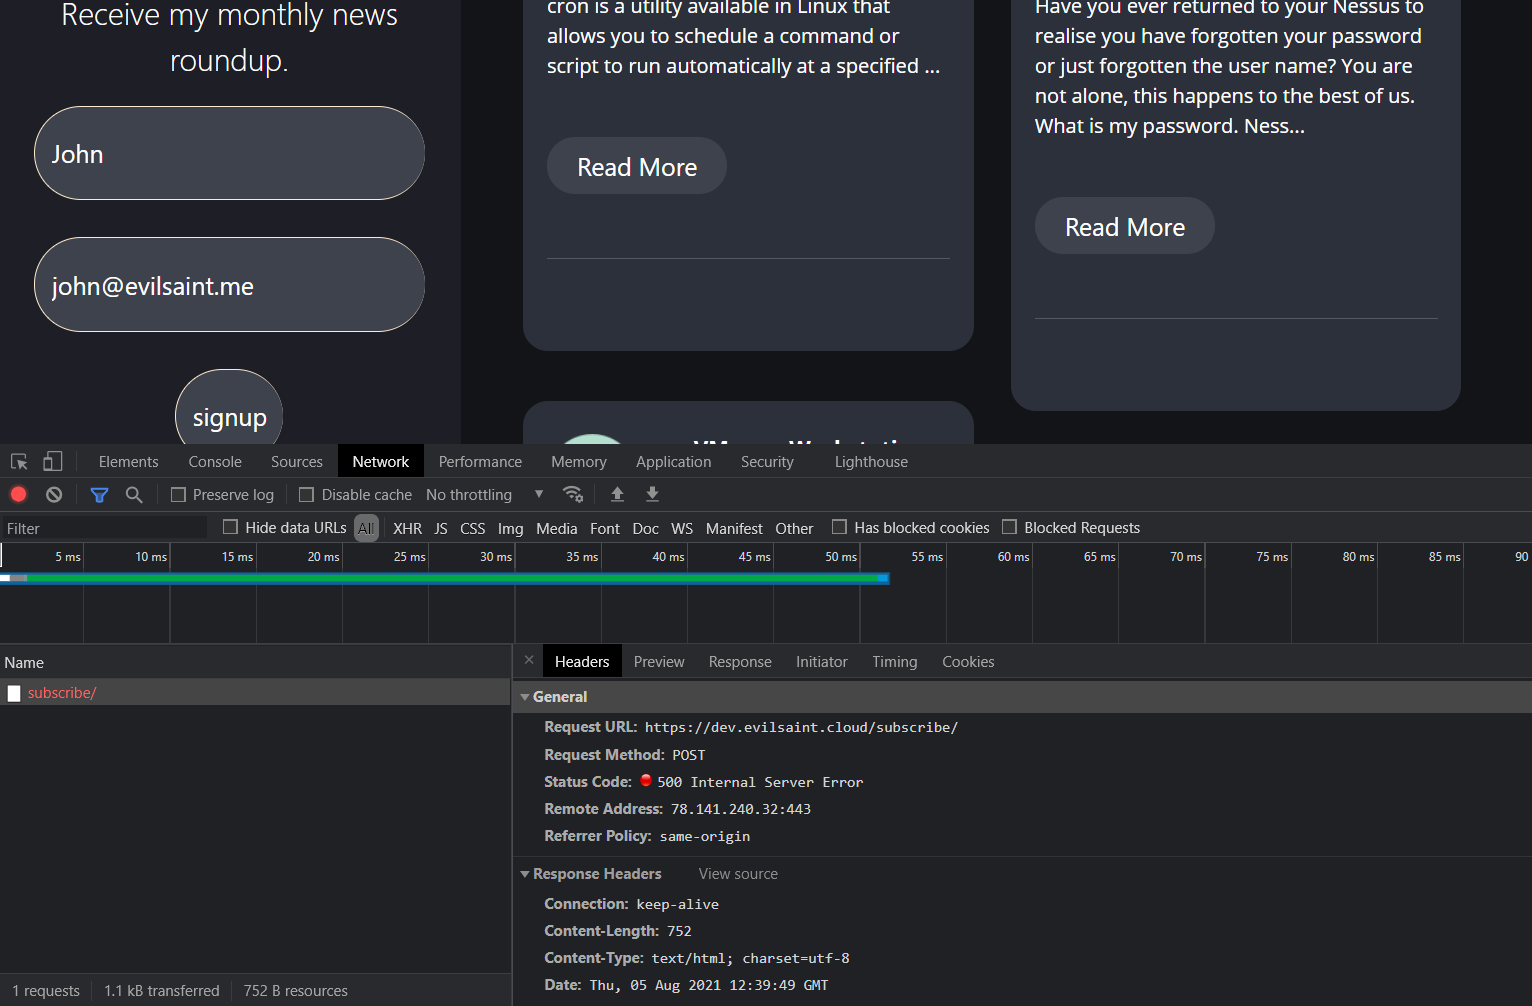 Receive my monthly news
roundup.
John
john@evilsaint.me
signup
cron is a utility available in Linux that
allows you to schedule a command or
script to run automatically at a specified ...
Read More
Have you ever returned to your Nessus to
realise you have forgotten your password
or just forgotten the user name? You are
not alone, this happens to the best of us.
What is my password. Ness...
Read More
Elements Console Sources Network Performance Memory Application Security Lighthouse
Preserve log Disable cache No throttling
Filter Hide data URLs All XHR JS CSS Img Media Font Doc WS Manifest Other Has blocked cookies Blocked Requests
5 ms 10 ms 15 ms 20 ms 25 ms 30 ms 35 ms 40 ms 45 ms 50 ms 55 ms 60 ms 65 ms 70 ms 75 ms 80 ms 85 ms 90
Name
subscribe/
Headers Preview Response Initiator Timing Cookies
General
Request URL: https://dev.evilsaint.cloud/subscribe/
Request Method: POST
Status Code: 500 Internal Server Error
Remote Address: 78.141.240.32:443
Referrer Policy: same-origin
Response Headers View source
Connection: keep-alive
Content-Length: 752
Content-Type: text/html; charset=utf-8
Date: Thu, 05 Aug 2021 12:39:49 GMT
1 requests 1.1 kB transferred 752 B resources